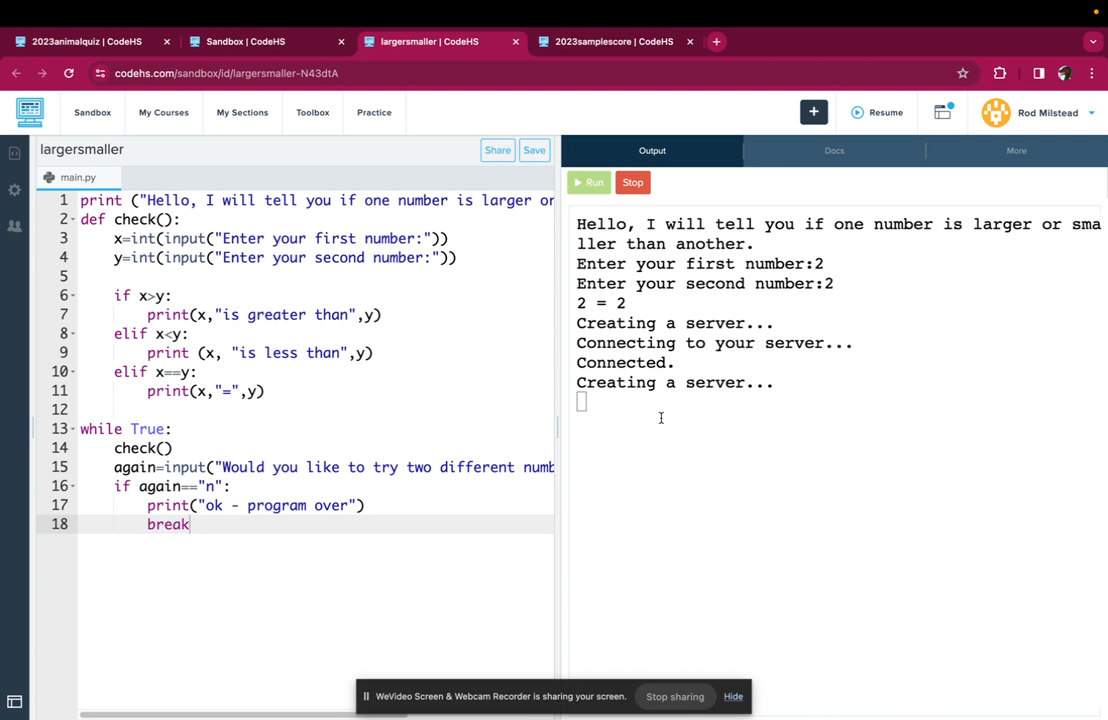 2023animalquiz | CodeHS
Sandbox | CodeHS
largersmaller | CodeHS
2023samplescore | CodeHS
codehs.com/sandbox/id/largersmaller-N43dtA
Sandbox
My Courses
My Sections
Toolbox
Practice
Resume
Rod Milstead
largersmaller
Share
Save
main.py
1 print ("Hello, I will tell you if one number is larger or
2 def check():
3 x=int(input("Enter your first number:"))
4 y=int(input("Enter your second number:"))
5
6 if x>y:
7 print(x,"is greater than",y)
8 elif x<y:
9 print (x, "is less than",y)
10 elif x==y:
11 print(x,"=",y)
12
13 while True:
14 check()
15 again=input("Would you like to try two different numb
16 if again=="n":
17 print("ok - program over")
18 break
Output
Docs
More
Run
Stop
Hello, I will tell you if one number is larger or sma
ller than another.
Enter your first number:2
Enter your second number:2
2 = 2
Creating a server...
Connecting to your server...
Connected.
Creating a server...
WeVideo Screen & Webcam Recorder is sharing your screen.
Stop sharing
Hide